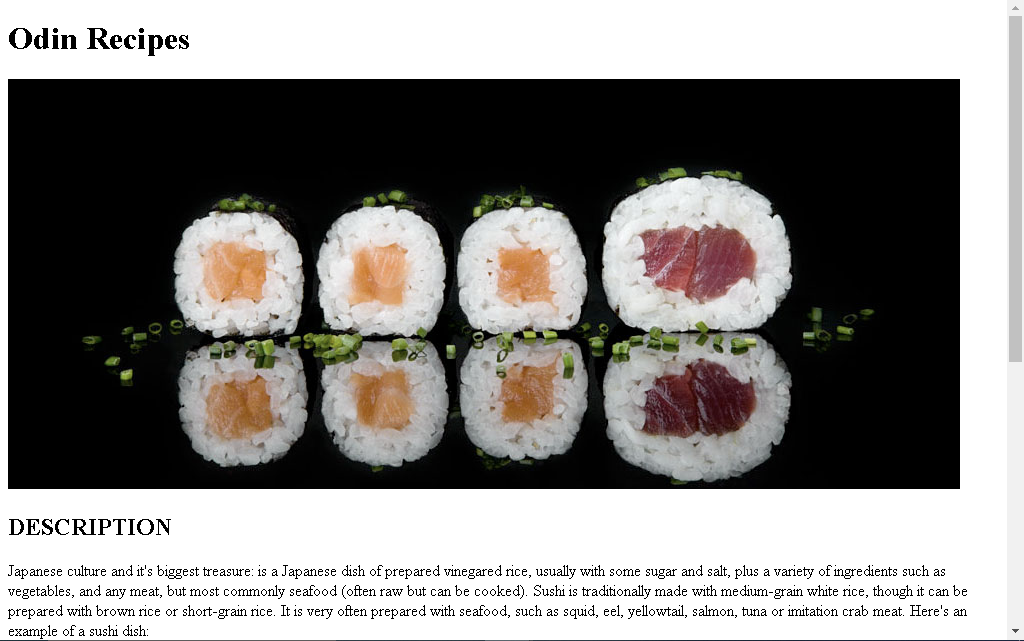 Odin Recipes
DESCRIPTION
Japanese culture and it's biggest treasure: is a Japanese dish of prepared vinegared rice, usually with some sugar and salt, plus a variety of ingredients such as
vegetables, and any meat, but most commonly seafood (often raw but can be cooked). Sushi is traditionally made with medium-grain white rice, though it can be
prepared with brown rice or short-grain rice. It is very often prepared with seafood, such as squid, eel, yellowtail, salmon, tuna or imitation crab meat. Here's an
example of a sushi dish: